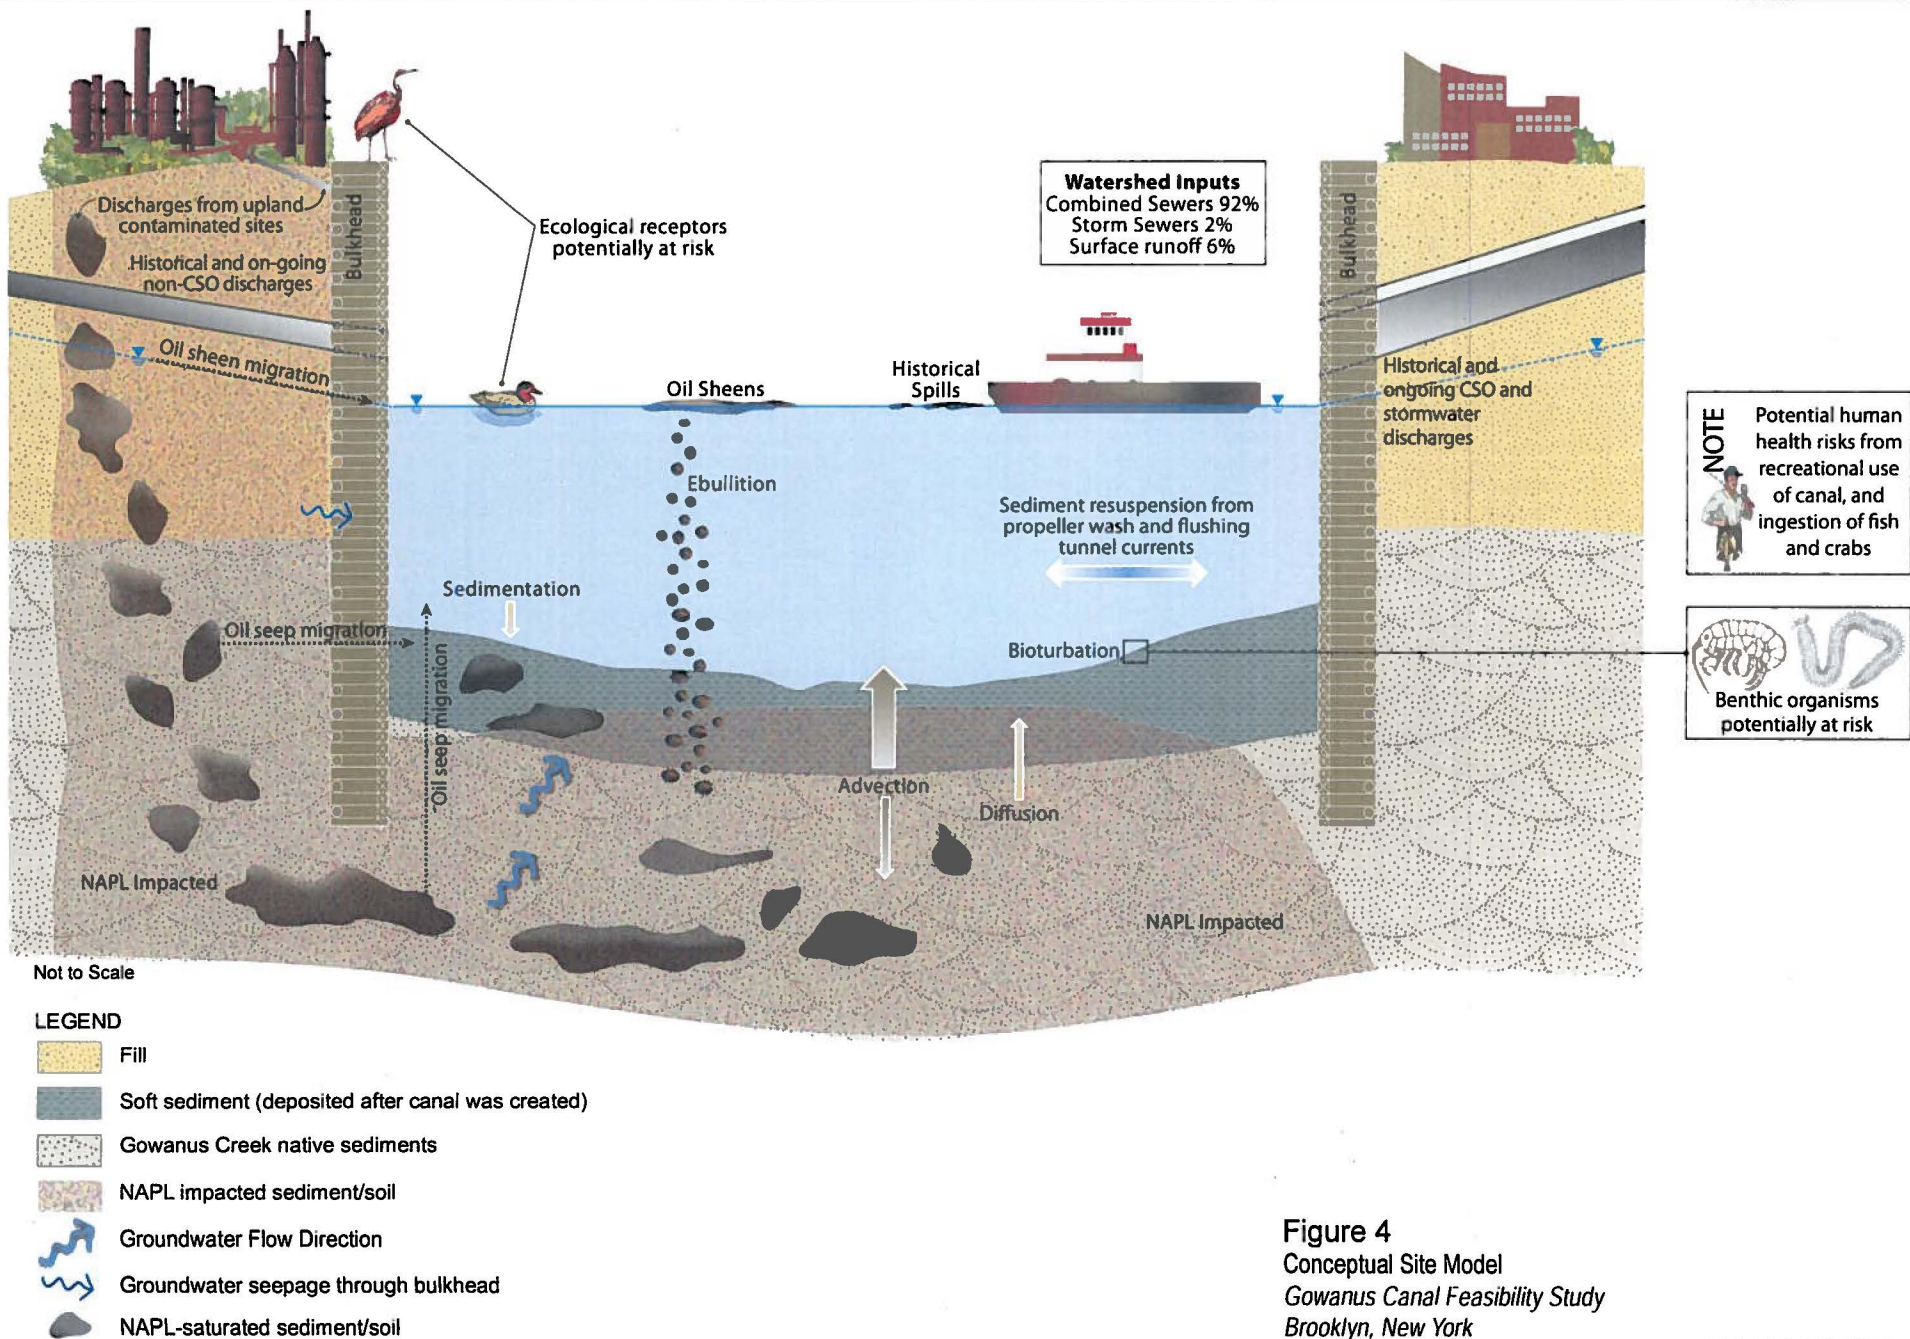 Discharges from upland
contaminated sites
Historical and on-going
non-CSO discharges
Oil sheen migration
Bulkhead
Ecological receptors
potentially at risk
Watershed Inputs
Combined Sewers 92%
Storm Sewers 2%
Surface runoff 6%
Bulkhead
Oil Sheens
Historical
Spills
Historical and
ongoing CSO and
stormwater
discharges
NOTE
Potential human
health risks from
recreational use
of canal, and
ingestion of fish
and crabs
Ebullition
Sediment resuspension from
propeller wash and flushing
tunnel currents
Sedimentation
Oil seep migration
Oil seep migration
Bioturbation
Benthic organisms
potentially at risk
Advection
Diffusion
NAPL Impacted
NAPL Impacted
Not to Scale
LEGEND
Fill
Soft sediment (deposited after canal was created)
Gowanus Creek native sediments
NAPL impacted sediment/soil
Groundwater Flow Direction
Groundwater seepage through bulkhead
NAPL-saturated sediment/soil
Figure 4
Conceptual Site Model
Gowanus Canal Feasibility Study
Brooklyn, New York